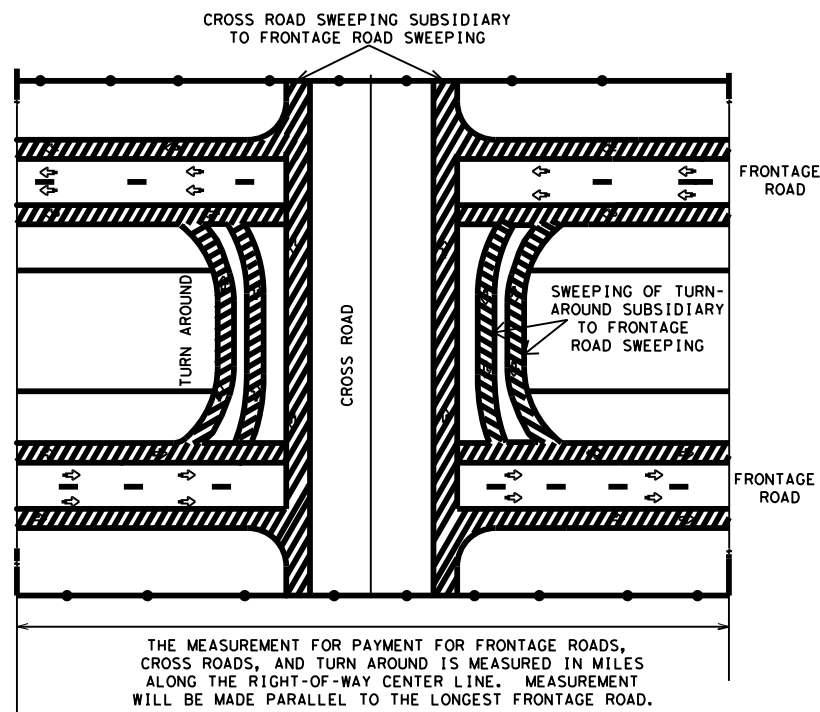 CROSS ROAD SWEEPING SUBSIDIARY
TO FRONTAGE ROAD SWEEPING
FRONTAGE
ROAD
TURN AROUND
CROSS ROAD
SWEEPING OF TURN-
AROUND SUBSIDIARY
TO FRONTAGE
ROAD SWEEPING
FRONTAGE
ROAD
THE MEASUREMENT FOR PAYMENT FOR FRONTAGE ROADS,
CROSS ROADS, AND TURN AROUND IS MEASURED IN MILES
ALONG THE RIGHT-OF-WAY CENTER LINE. MEASUREMENT
WILL BE MADE PARALLEL TO THE LONGEST FRONTAGE ROAD.